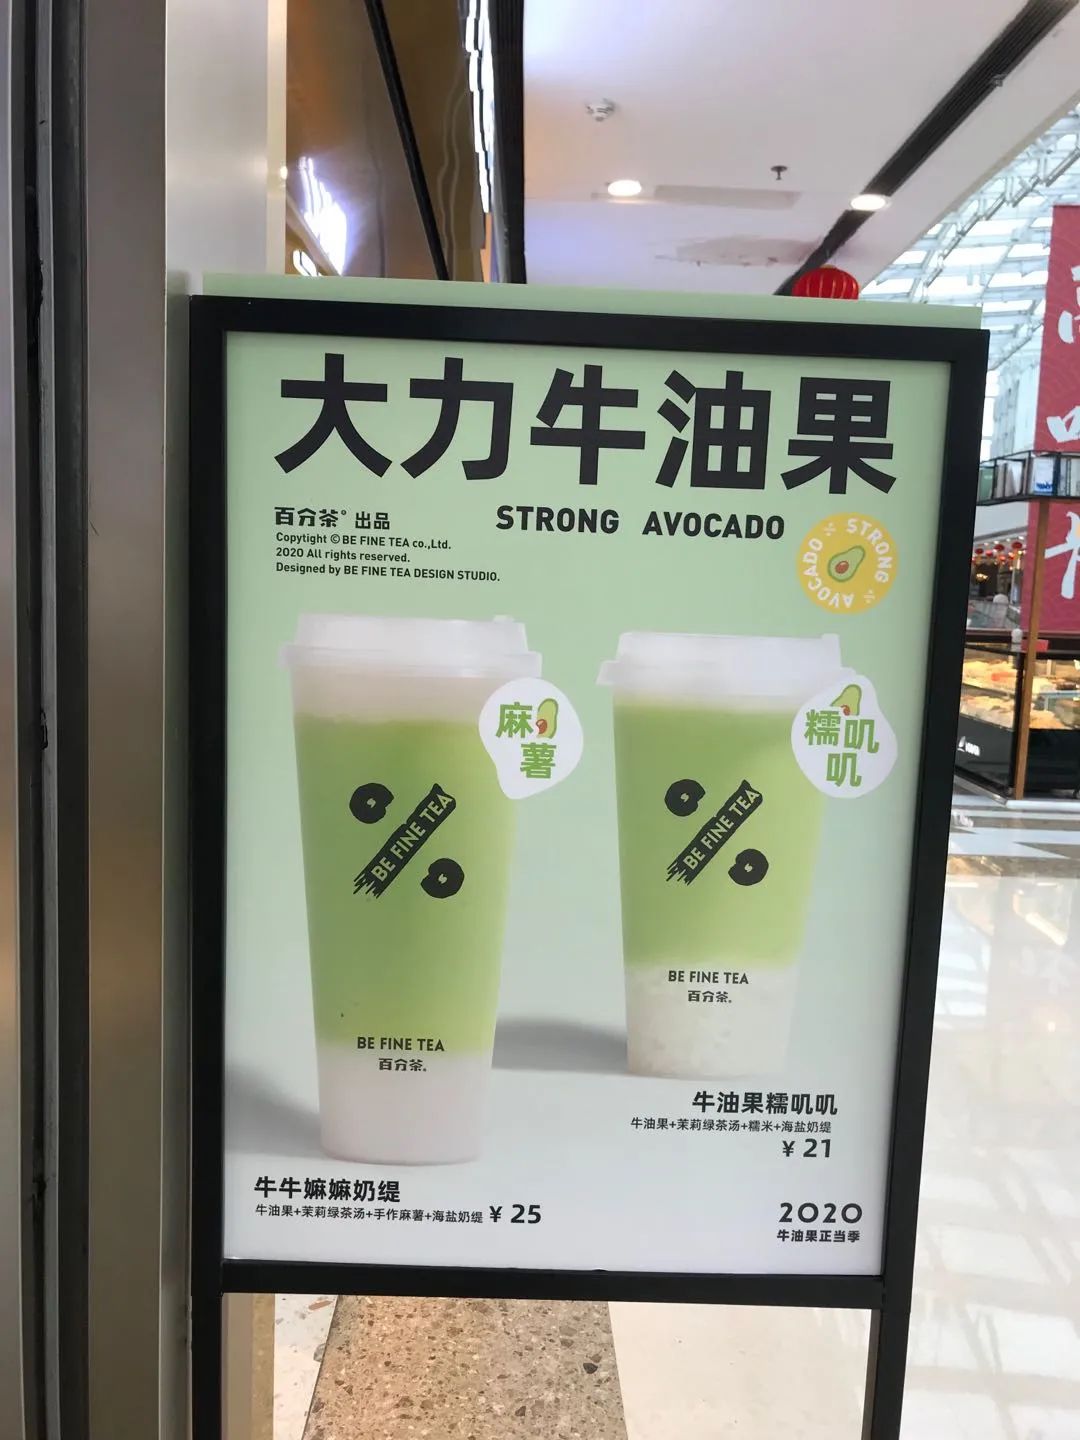 大力牛油果
STRONG AVOCADO
百分茶® 出品
Copytight © BE FINE TEA co.,Ltd.
2020 All rights reserved.
Designed by BE FINE TEA DESIGN STUDIO.
STRONG AVOCADO
麻
薯
糯叽
叽
BE FINE TEA
BE FINE TEA
BE FINE TEA
百分茶
BE FINE TEA
百分茶
牛油果糯叽叽
牛油果+茉莉绿茶汤+糯米+海盐奶缇
¥ 21
牛牛嫲嫲奶缇
牛油果+茉莉绿茶汤+手作麻薯+海盐奶缇 ¥ 25
2020
牛油果正当季